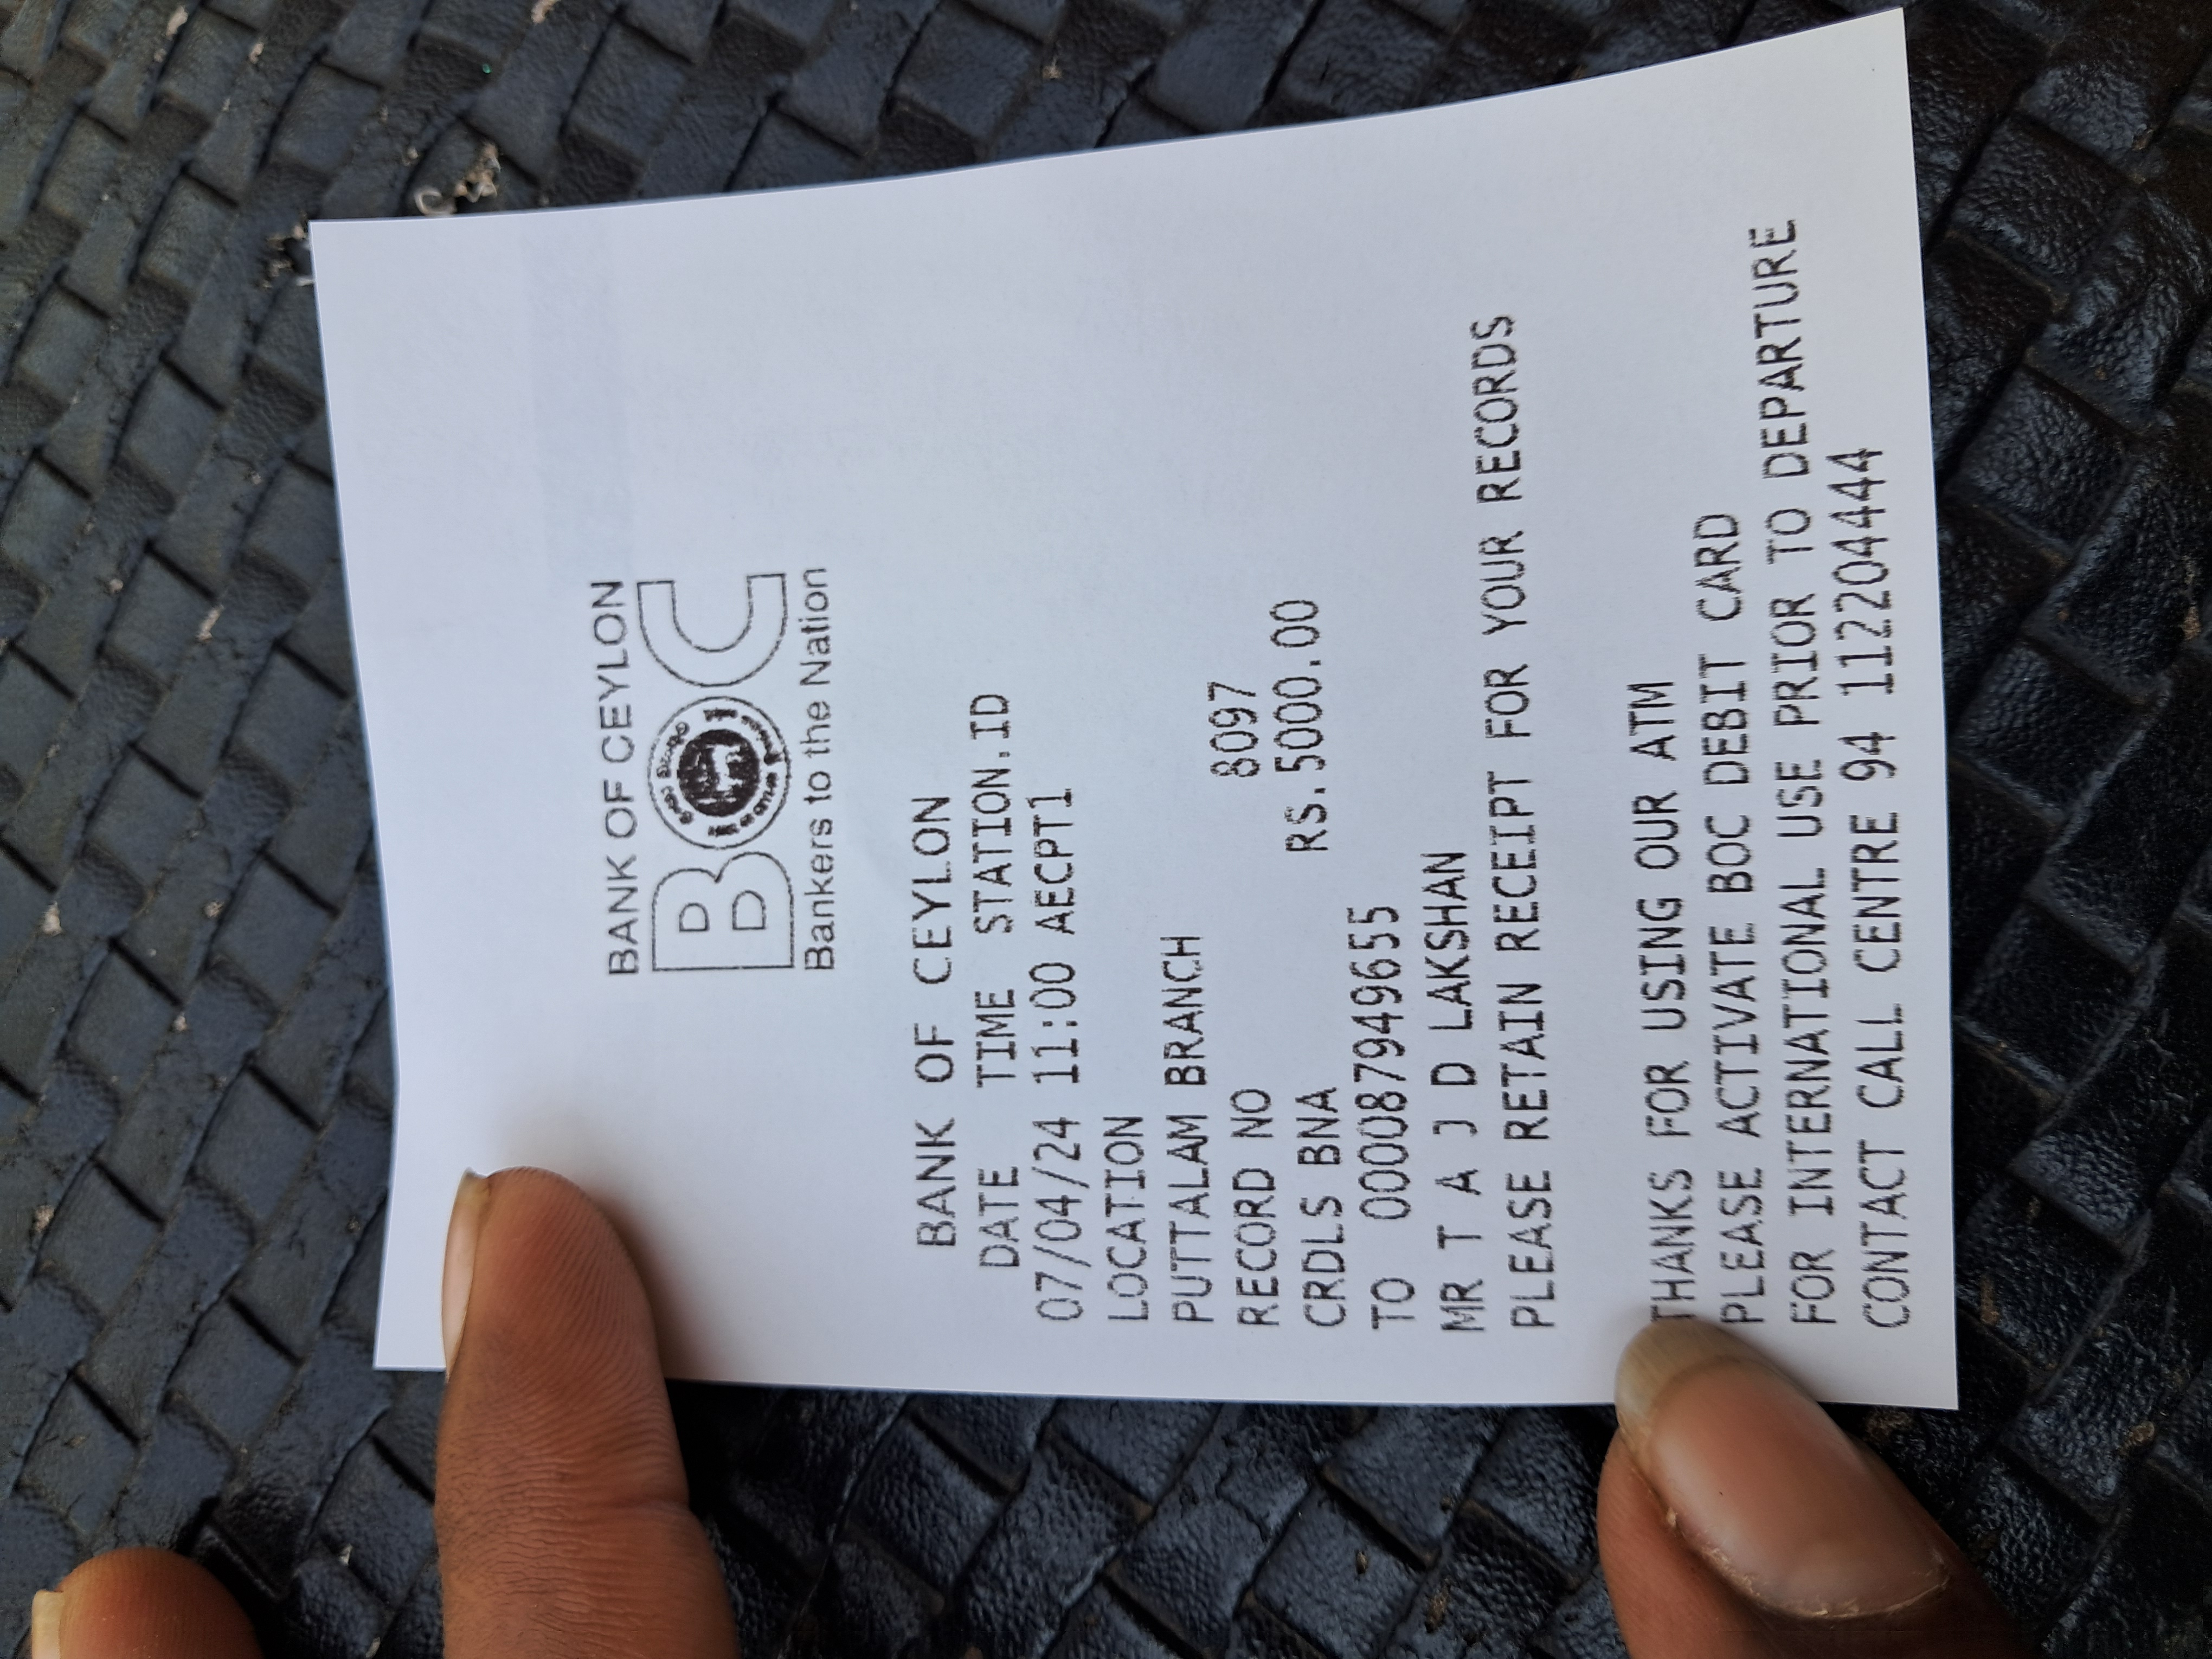 BANK OF CEYLON
BOC
Bankers to the Nation
BANK OF CEYLON
DATE TIME STATION.ID
07/04/24 11:00 AECPT1
LOCATION
PUTTALAM BRANCH
RECORD NO 8097
CRDLS BNA RS.5000.00
TO 000087949655
MR T A J D LAKSHAN
PLEASE RETAIN RECEIPT FOR YOUR RECORDS
THANKS FOR USING OUR ATM
PLEASE ACTIVATE BOC DEBIT CARD
FOR INTERNATIONAL USE PRIOR TO DEPARTURE
CONTACT CALL CENTRE 94 112204444